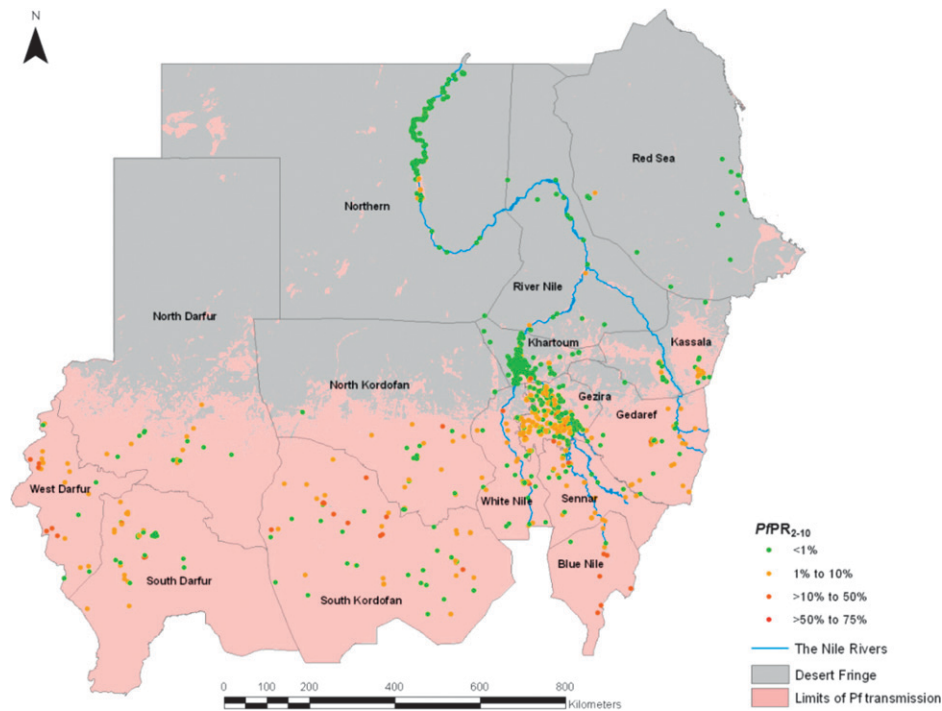 N
Red Sea
Northern
River Nile
North Darfur
Khartoum
Kassala
North Kordofan
Gezira
Gedaref
West Darfur
White Nile
Sennar
Blue Nile
South Darfur
South Kordofan
PfPR2-10
<1%
1% to 10%
>10% to 50%
>50% to 75%
The Nile Rivers
Desert Fringe
Limits of Pf transmission
0 100 200 400 600 800
Kilometers